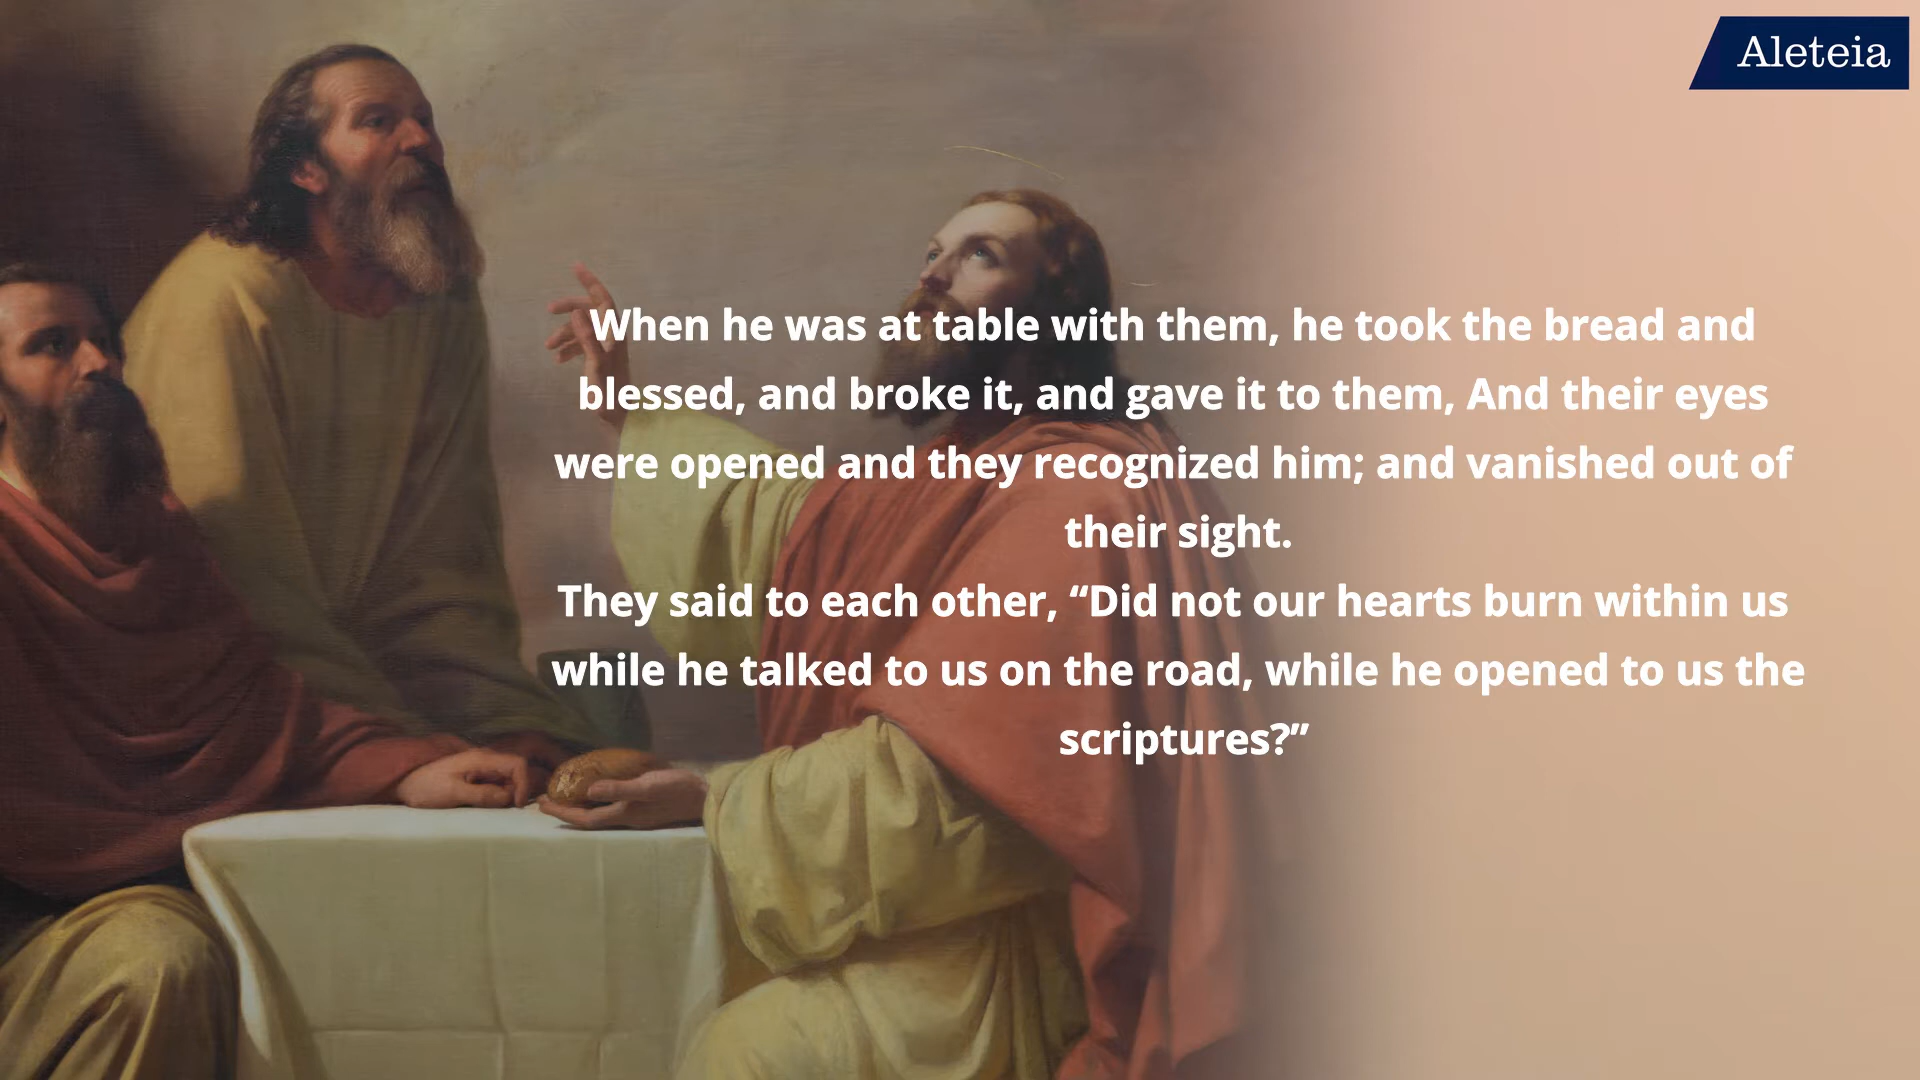 Aleteia
When he was at table with them, he took the bread and
blessed, and broke it, and gave it to them, And their eyes
were opened and they recognized him; and vanished out of
their sight.
They said to each other, “Did not our hearts burn within us
while he talked to us on the road, while he opened to us the
scriptures?”